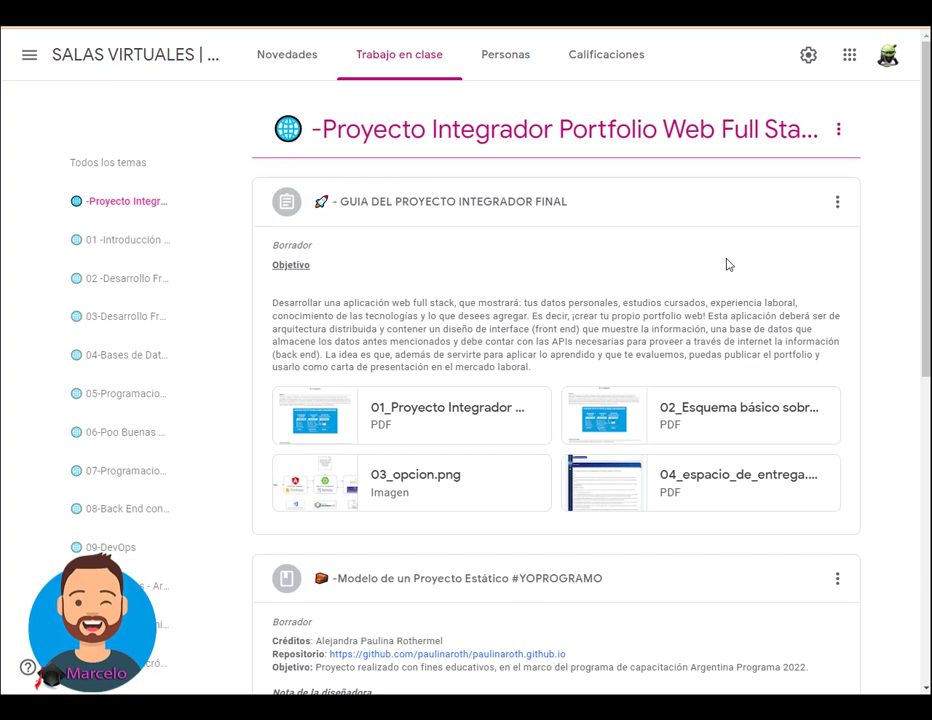 SALAS VIRTUALES | ...
Novedades
Trabajo en clase
Personas
Calificaciones
-Proyecto Integrador Portfolio Web Full Sta...
Todos los temas
-Proyecto Integr...
01 -Introducción ...
02 -Desarrollo Fr...
03-Desarrollo Fr...
04-Bases de Dat...
05-Programacio...
06-Poo Buenas ...
07-Programacio...
08-Back End con...
09-DevOps
- Ar...
Marcelo
- GUIA DEL PROYECTO INTEGRADOR FINAL
Borrador
Objetivo
Desarrollar una aplicación web full stack, que mostrará: tus datos personales, estudios cursados, experiencia laboral,
conocimiento de las tecnologías y lo que desees agregar. Es decir, ¡crear tu propio portfolio web! Esta aplicación deberá ser de
arquitectura distribuida y contener un diseño de interface (front end) que muestre la información, una base de datos que
almacene los datos antes mencionados y debe contar con las APIs necesarias para proveer a través de internet la información
(back end). La idea es que, además de servirte para aplicar lo aprendido y que te evaluemos, puedas publicar el portfolio y
usarlo como carta de presentación en el mercado laboral.
01_Proyecto Integrador ...
PDF
02_Esquema básico sobr...
PDF
03_opcion.png
Imagen
04_espacio_de_entrega....
PDF
-Modelo de un Proyecto Estático #YOPROGRAMO
Borrador
Créditos: Alejandra Paulina Rothermel
Repositorio: https://github.com/paulinaroth/paulinaroth.github.io
Objetivo: Proyecto realizado con fines educativos, en el marco del programa de capacitación Argentina Programa 2022.
Nota de la diseñadora